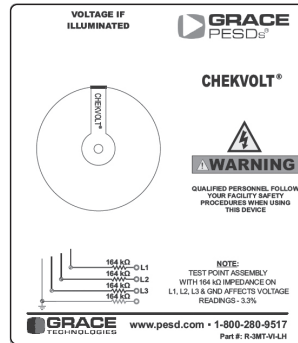 VOLTAGE IF
ILLUMINATED
GRACE
PESDs®
CHEKVOLT®
CHEKVOLT®
WARNING
QUALIFIED PERSONNEL FOLLOW
YOUR FACILITY SAFETY
PROCEDURES WHEN USING
THIS DEVICE
164 kΩ
L1
164 kΩ
L2
164 kΩ
L3
164 kΩ
NOTE:
TEST POINT ASSEMBLY
WITH 164 kΩ IMPEDANCE ON
L1, L2, L3 & GND AFFECTS VOLTAGE
READINGS - 3.3%
GRACE
TECHNOLOGIES
www.pesd.com • 1-800-280-9517
Part #: R-3MT-VI-LH